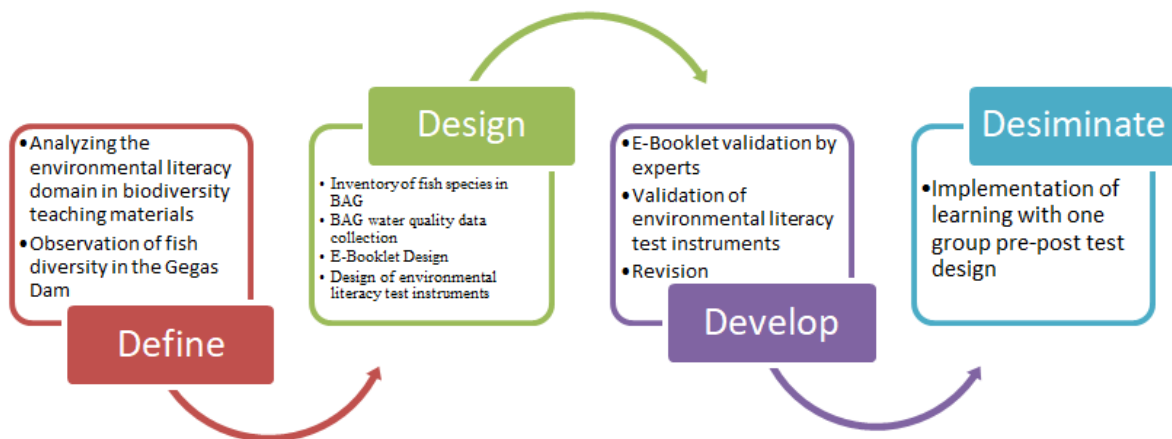 •Analyzing the
environmental literacy
domain in biodiversity
teaching materials
•Observation of fish
diversity in the Gegas
Dam
Define
Design
• Inventory of fish species in
BAG
• BAG water quality data
collection
• E-Booklet Design
• Design of environmental
literacy test instruments
•E-Booklet validation by
experts
•Validation of
environmental literacy
test instruments
•Revision
Develop
Desiminate
•Implementation of
learning with one
group pre-post test
design